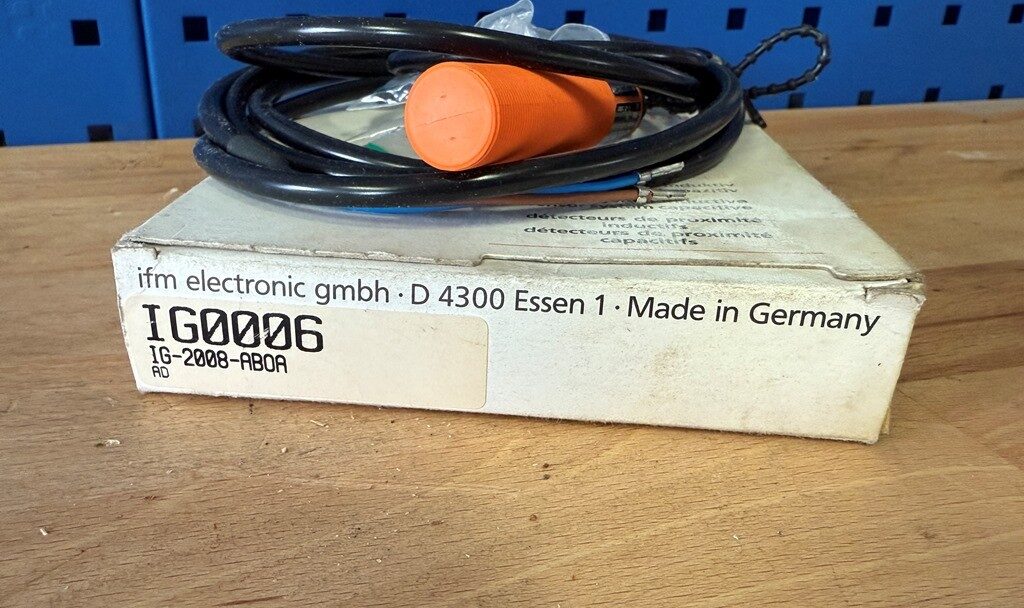 détecteurs de proximité
inductifs
détecteurs de proximité
capacitifs
ifm electronic gmbh · D 4300 Essen 1 · Made in Germany
IG0006
IG-2008-ABOA
AD